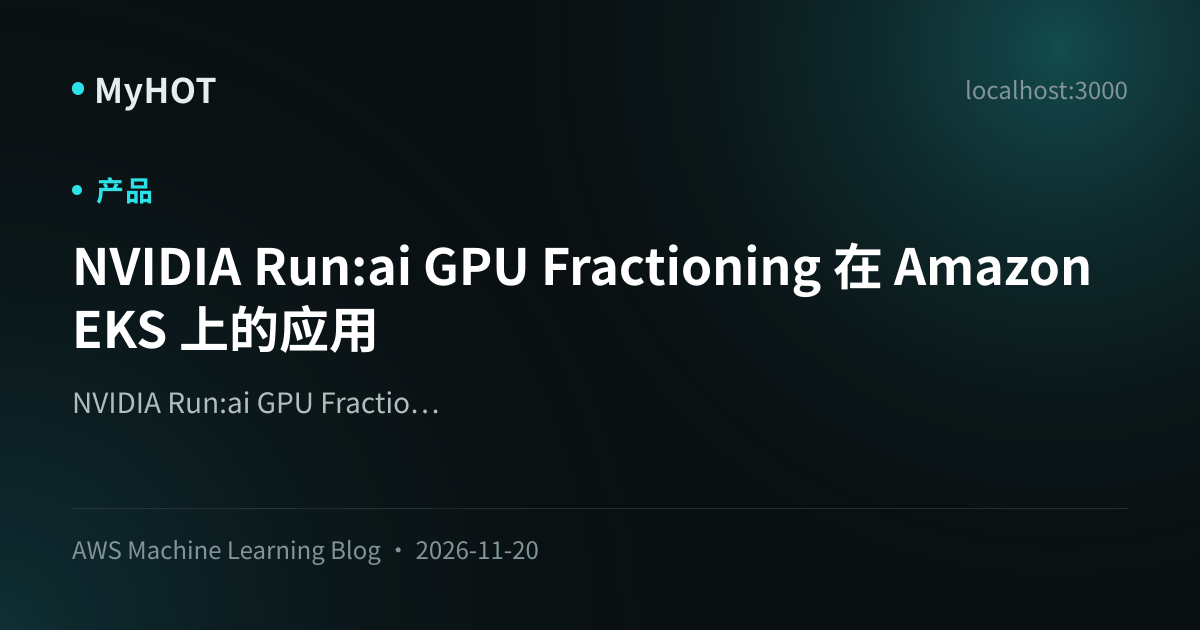 MyHOT
localhost:3000
产品
NVIDIA Run:ai GPU Fractioning 在 Amazon
EKS 上的应用
NVIDIA Run:ai GPU Fractio…
AWS Machine Learning Blog · 2026-11-20